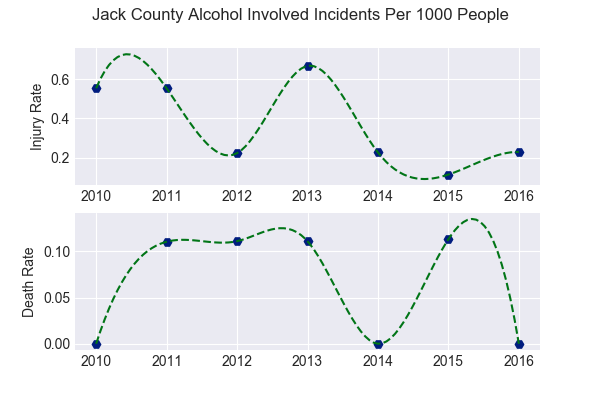 Jack County Alcohol Involved Incidents Per 1000 People
Injury Rate
0.6
0.4
0.2
2010 2011 2012 2013 2014 2015 2016
Death Rate
0.10
0.05
0.00
2010 2011 2012 2013 2014 2015 2016